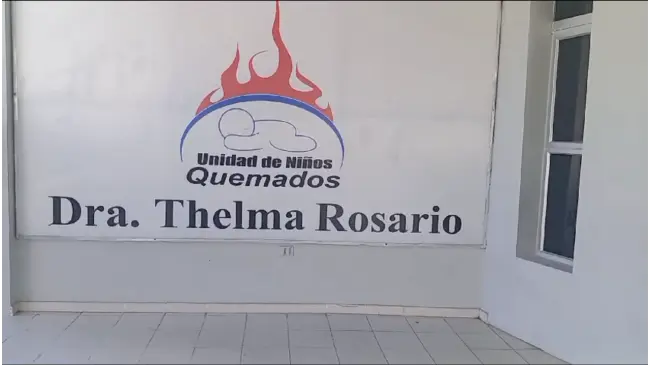 Unidad de Niños
Quemados
Dra. Thelma Rosario